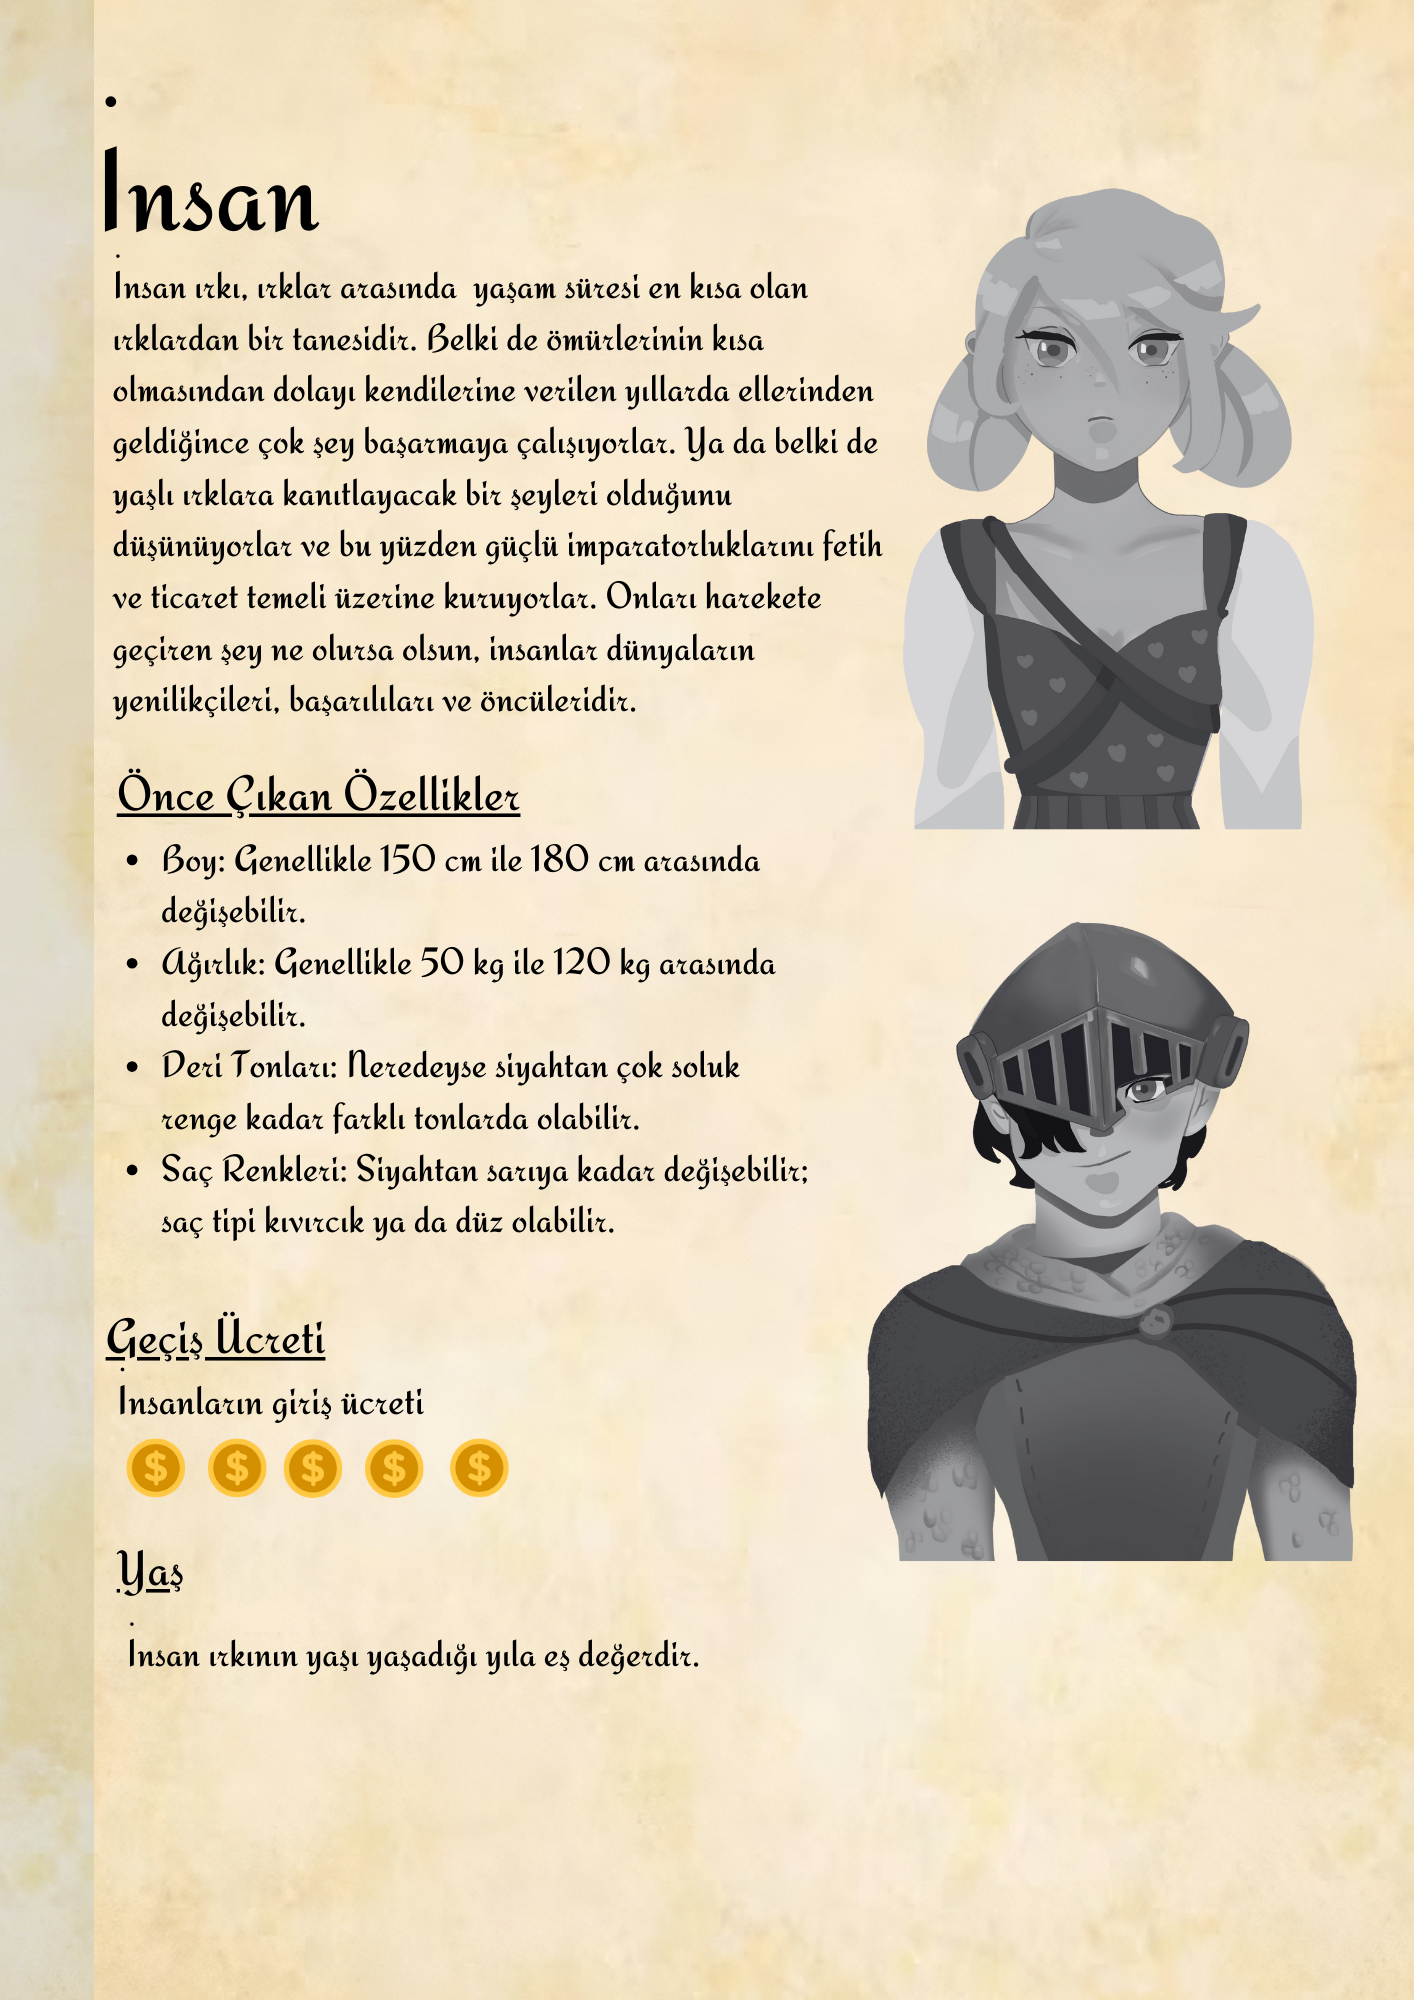 İnsan
İnsan ırkı, ırklar arasında yaşam süresi en kısa olan
ırklardan bir tanesidir. Belki de ömürlerinin kısa
olmasından dolayı kendilerine verilen yıllarda ellerinden
geldiğince çok şey başarmaya çalışıyorlar. Ya da belki de
yaşlı ırklara kanıtlayacak bir şeyleri olduğunu
düşünüyorlar ve bu yüzden güçlü imparatorluklarını fetih
ve ticaret temeli üzerine kuruyorlar. Onları harekete
geçiren şey ne olursa olsun, insanlar dünyaların
yenilikçileri, başarılıları ve öncüleridir.
Önce Çıkan Özellikler
• Boy: Genellikle 150 cm ile 180 cm arasında
değişebilir.
• Ağırlık: Genellikle 50 kg ile 120 kg arasında
değişebilir.
• Deri Tonları: Neredeyse siyahtan çok soluk
renge kadar farklı tonlarda olabilir.
• Saç Renkleri: Siyahtan sarıya kadar değişebilir;
saç tipi kıvırcık ya da düz olabilir.
Geçiş Ücreti
İnsanların giriş ücreti
$ $ $ $ $
Yaş
İnsan ırkının yaşı yaşadığı yıla eş değerdir.